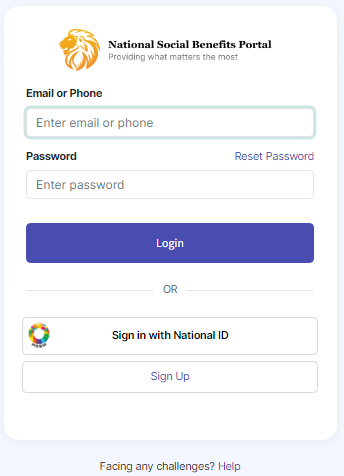 National Social Benefits Portal
Providing what matters the most
Email or Phone
Enter email or phone
Password Reset Password
Enter password
Login
OR
Sign in with National ID
Sign Up
Facing any challenges? Help